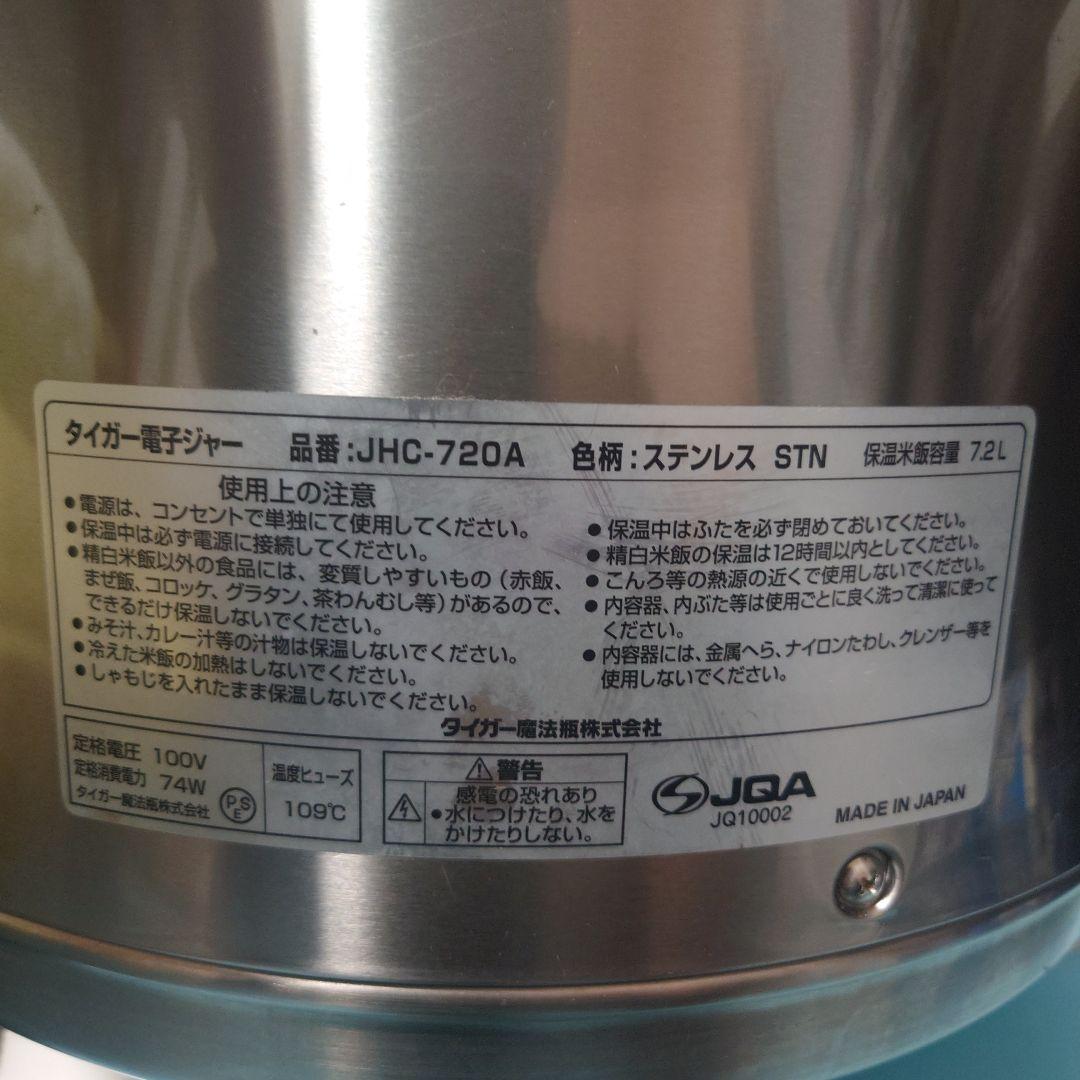 タイガー電子ジャー 品番:JHC-720A 色柄:ステンレス STN 保温米飯容量 7.2L
使用上の注意
●電源は、コンセントで単独にて使用してください。
●保温中は必ず電源に接続してください。
●精白米飯以外の食品には、変質しやすいもの(赤飯、
まぜ飯、コロッケ、グラタン、茶わんむし等)があるので、
できるだけ保温しないでください。
●みそ汁、カレー汁等の汁物は保温しないでください。
●冷えた米飯の加熱はしないでください。
●しゃもじを入れたまま保温しないでください。
●保温中はふたを必ず閉めておいてください。
●精白米飯の保温は12時間以内としてください。
●こんろ等の熱源の近くで使用しないでください。
●内容器、内ぶた等は使用ごとに良く洗って清潔に使って
ください。
●内容器には、金属へら、ナイロンたわし、クレンザー等を
使用しないでください。
タイガー魔法瓶株式会社
定格電圧 100V
定格消費電力 74W
タイガー魔法瓶株式会社
PSE
温度ヒューズ
109℃
⚠警告
感電の恐れあり
●水につけたり、水を
かけたりしない。
JQA
JQ10002
MADE IN JAPAN